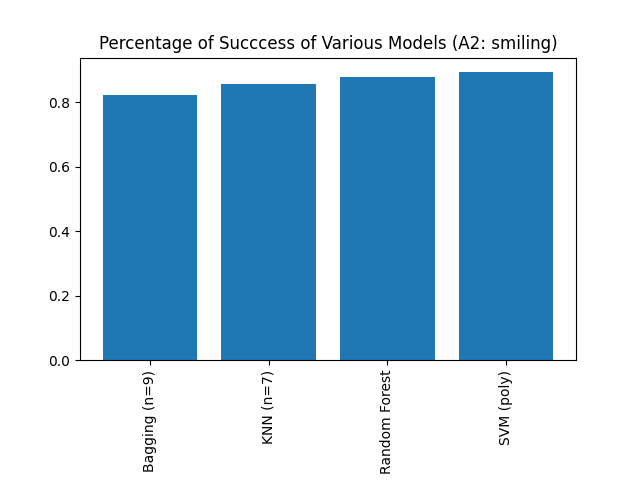 Percentage of Succcess of Various Models (A2: smiling)
0.8
0.6
0.4
0.2
0.0
Bagging (n=9)
KNN (n=7)
Random Forest
SVM (poly)